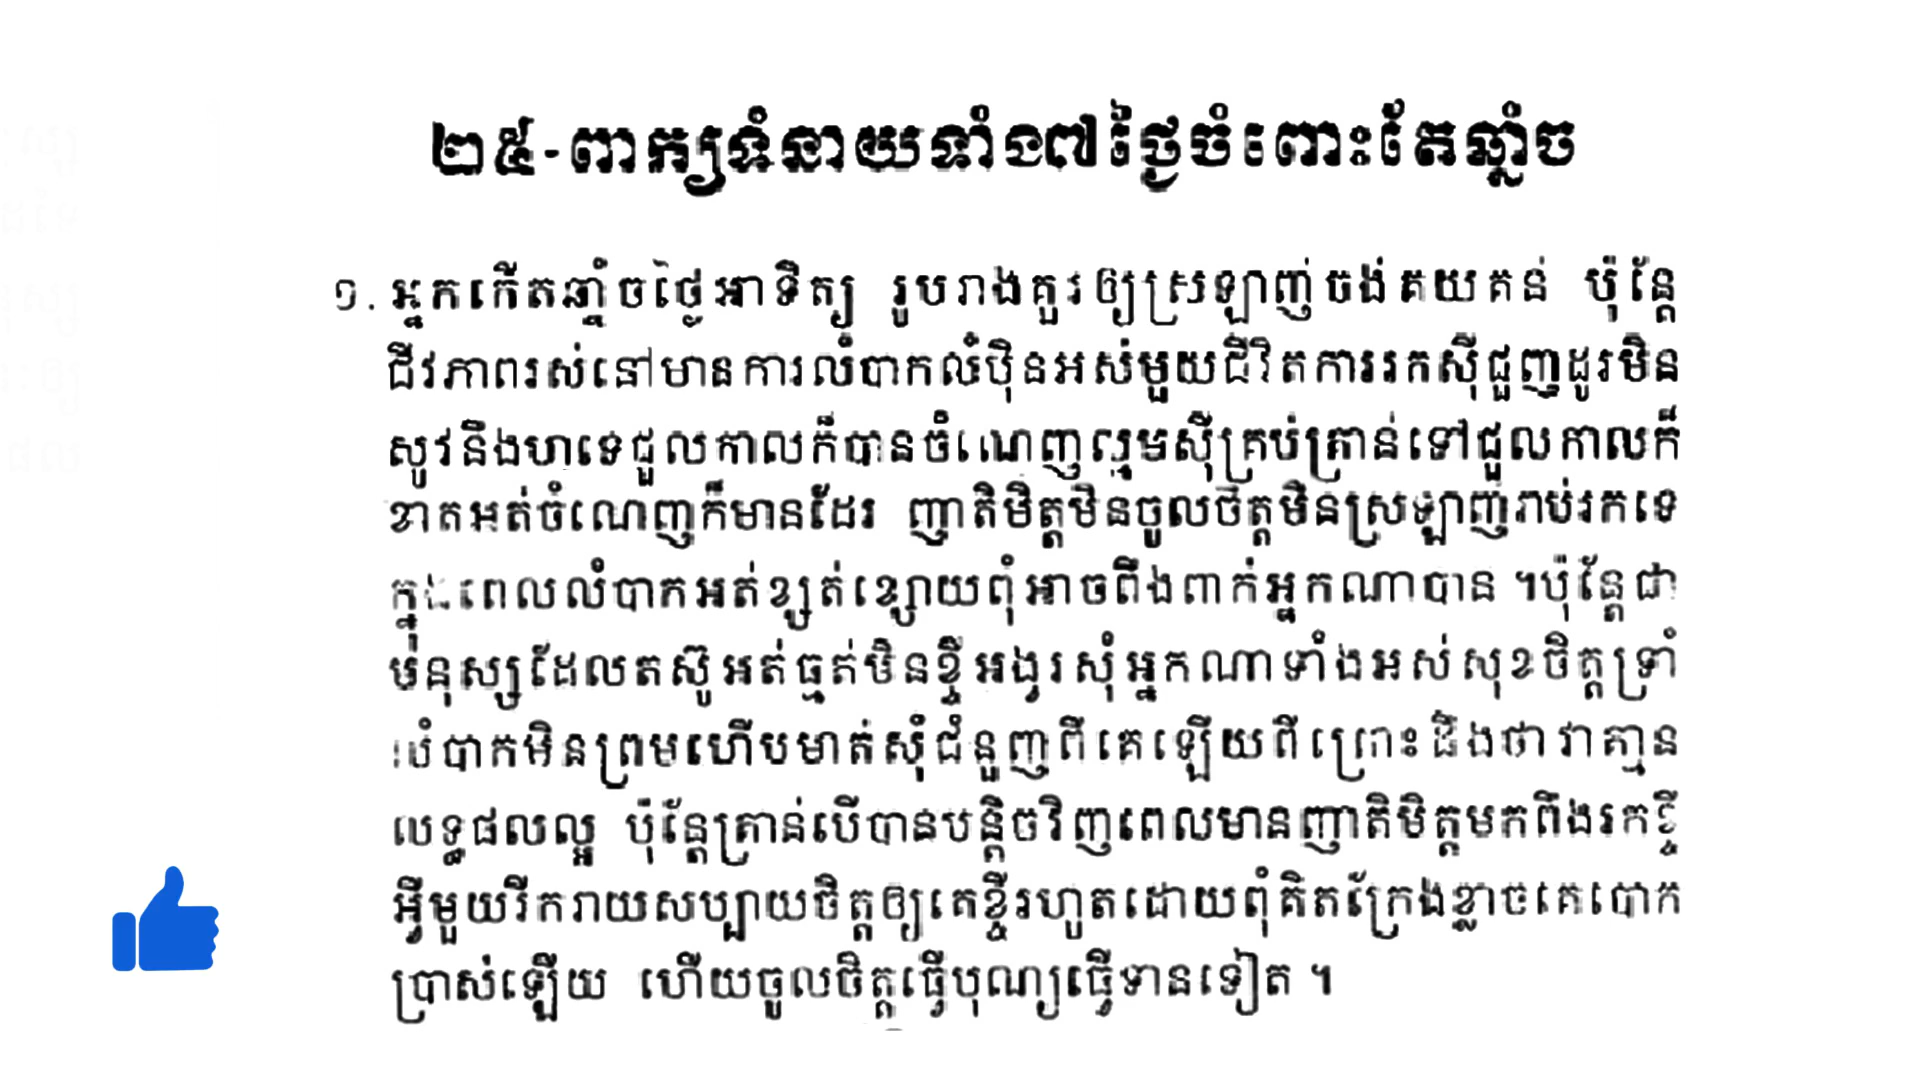 ២៥-ពាក្យទំនាយទាំង៧ថ្ងៃចំពោះតែឆ្នាំច
១. អ្នកកើតឆ្នាំចថ្ងៃអាទិត្យ រូបរាងគួរឲ្យស្រឡាញ់ចង់គយគន់ ប៉ុន្តែ
ជីវភាពរស់នៅមានការលំបាកលំប៉ិនអស់មួយជីវិតការរកស៊ីជួញដូរមិន
សូវនឹងហាទេជួលកាលក៏បានចំណេញល្មមស៊ីគ្រប់គ្រាន់ទៅជួលកាលក៏
ខាតអត់ចំណេញក៏មានដែរ ញាតិមិត្តមិនចូលចិត្តមិនស្រឡាញ់រាប់រកទេ
ក្នុងពេលលំបាកអត់ខ្សត់ខ្សោយពុំអាចពឹងពាក់អ្នកណាបាន ។ប៉ុន្តែជា
មនុស្សដែលតស៊ូអត់ធ្មត់មិនខ្ចីអង្វរសុំអ្នកណាទាំងអស់សុខចិត្តទ្រាំ
លំបាកមិនព្រមហើបមាត់សុំជំនួញពីគេឡើយពីព្រោះដឹងថាវាគ្មាន
លទ្ធផលល្អ ប៉ុន្តែគ្រាន់បើបានបន្តិចវិញពេលមានញាតិមិត្តមកពឹងរកខ្ចី
អ្វីមួយរីករាយសប្បាយចិត្តឲ្យគេខ្ចីរហូតដោយពុំគិតក្រែងខ្លាចគេបោក
ប្រាស់ឡើយ ហើយចូលចិត្តធ្វើបុណ្យធ្វើទានទៀត ។